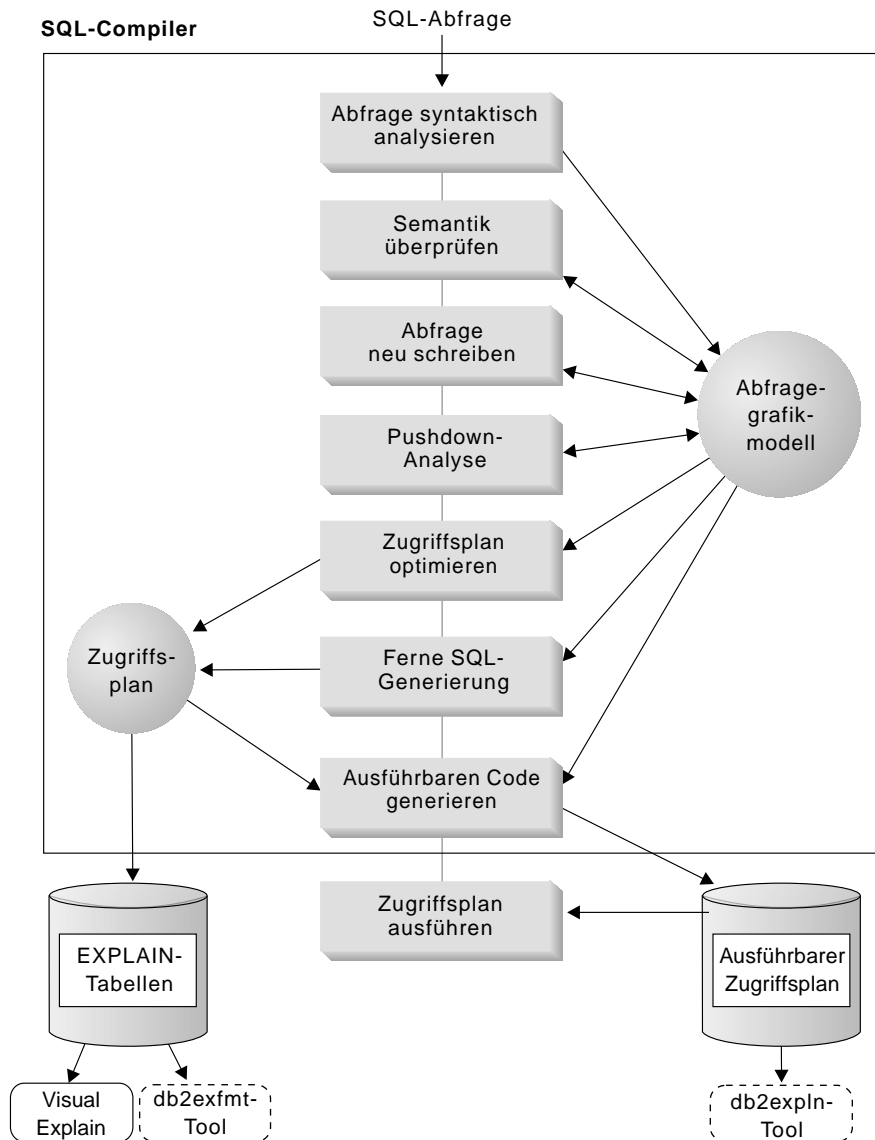 SQL-Compiler
SQL-Abfrage
Abfrage syntaktisch
analysieren
Semantik
überprüfen
Abfrage
neu schreiben
Abfrage-
grafik-
modell
Pushdown-
Analyse
Zugriffsplan
optimieren
Zugriffs-
plan
Ferne SQL-
Generierung
Ausführbaren Code
generieren
Zugriffsplan
ausführen
EXPLAIN-
Tabellen
Ausführbarer
Zugriffsplan
Visual
Explain
db2exfmt-
Tool
db2expln-
Tool